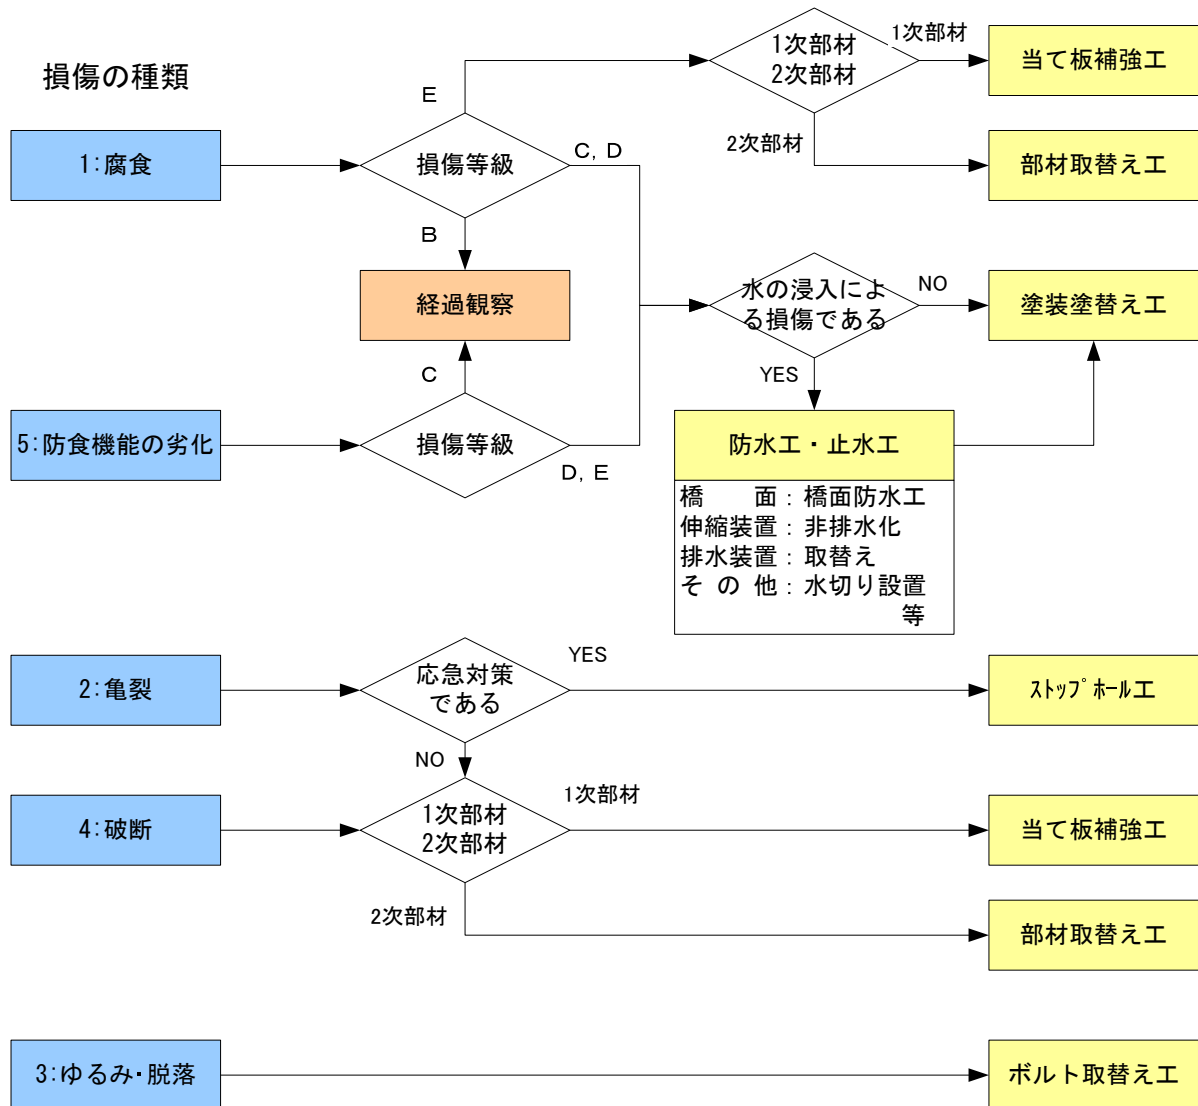 損傷の種類
1次部材
2次部材
1次部材
当て板補強工
E
2次部材
部材取替え工
1:腐食
損傷等級
C, D
B
経過観察
水の浸入によ
る損傷である
NO
塗装塗替え工
YES
C
5:防食機能の劣化
損傷等級
D, E
防水工・止水工
橋　　面：橋面防水工
伸縮装置：非排水化
排水装置：取替え
そ の 他：水切り設置
等
2:亀裂
応急対策
である
YES
ｽﾄｯﾌﾟﾎｰﾙ工
NO
4:破断
1次部材
2次部材
1次部材
当て板補強工
2次部材
部材取替え工
3:ゆるみ・脱落
ボルト取替え工